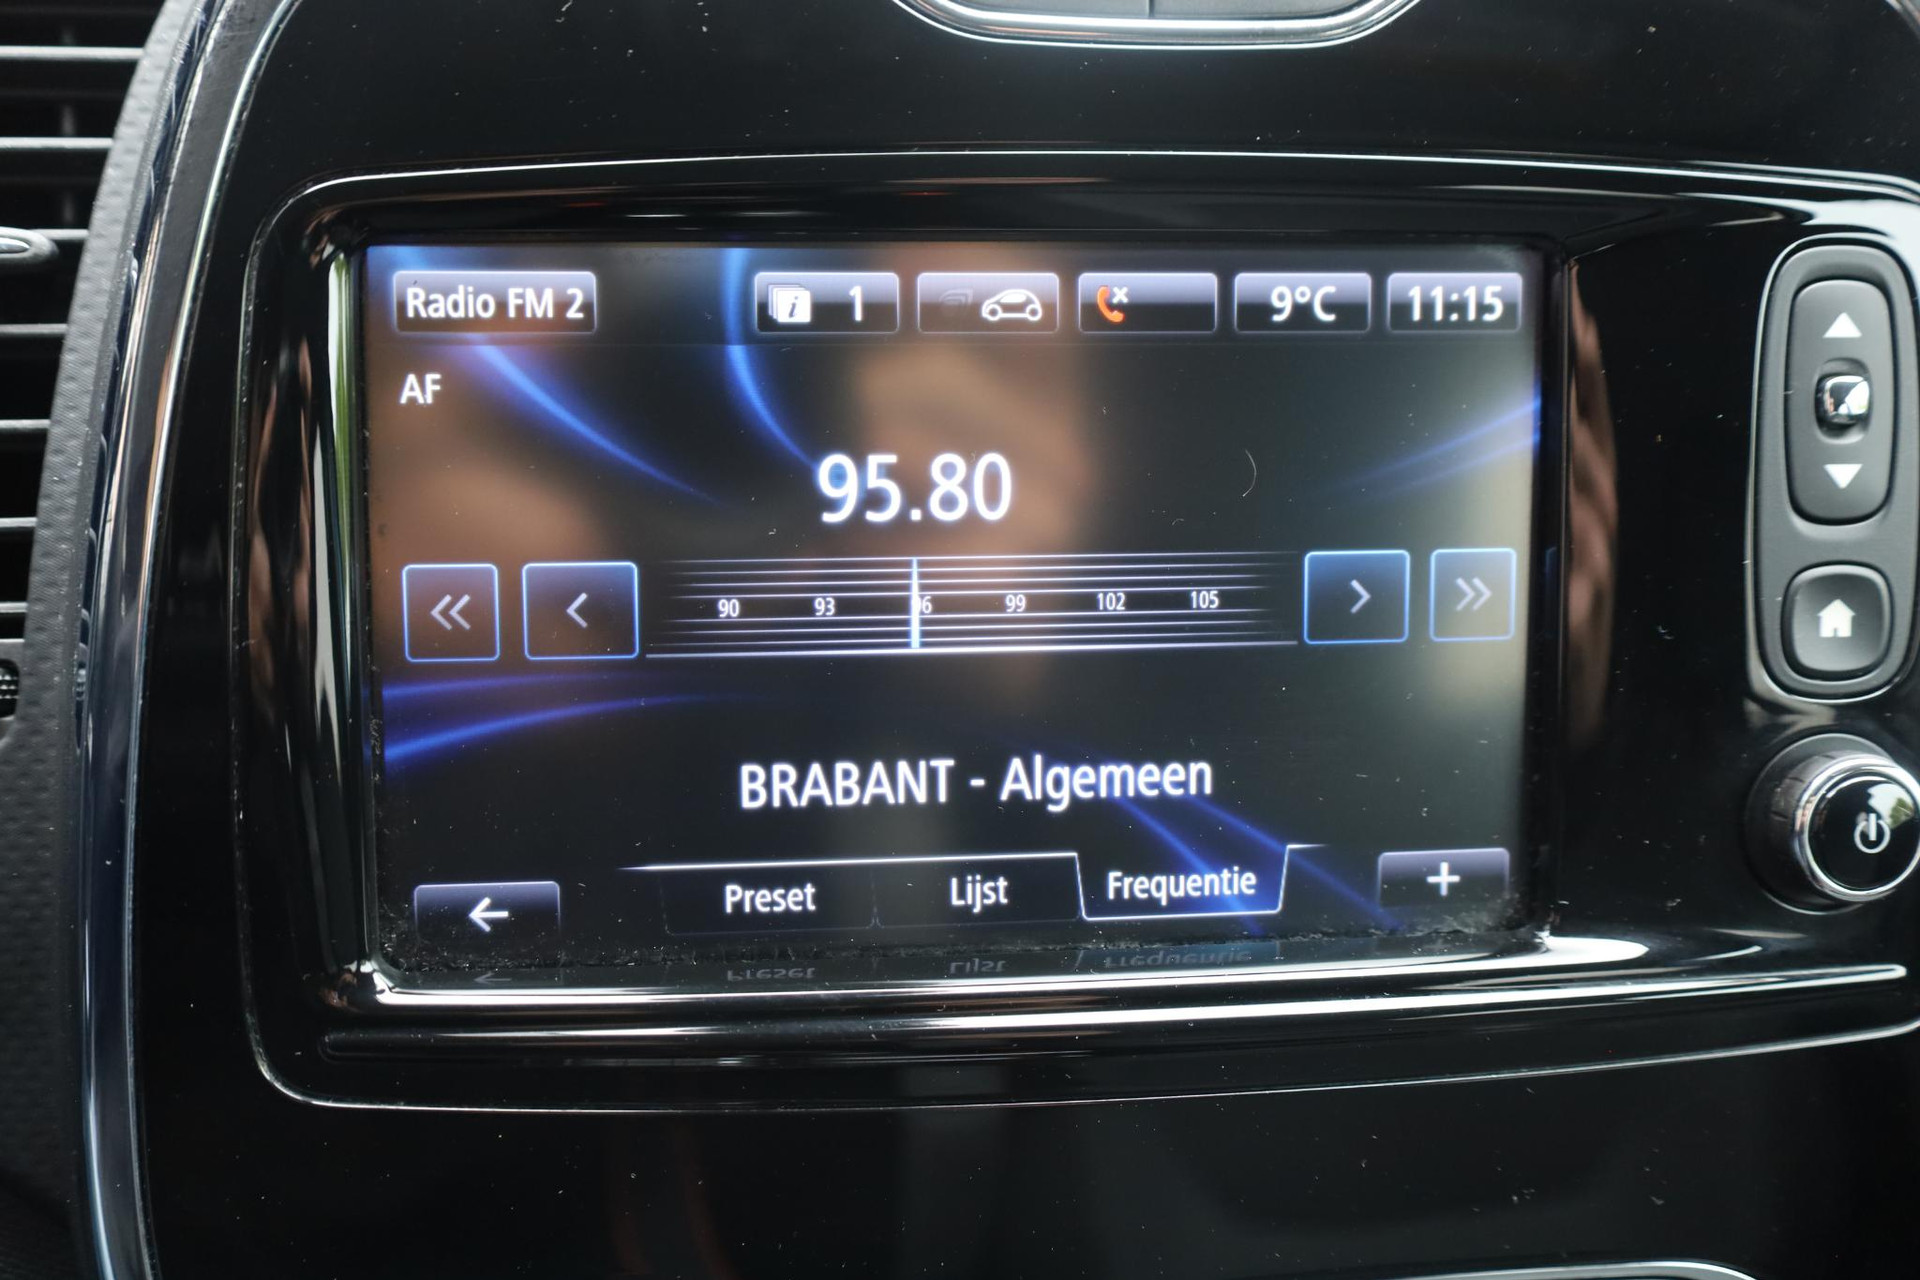 Radio FM 2
i 1
9°C
11:15
AF
95.80
90 93 96 99 102 105
BRABANT - Algemeen
Preset
Lijst
Frequentie
+